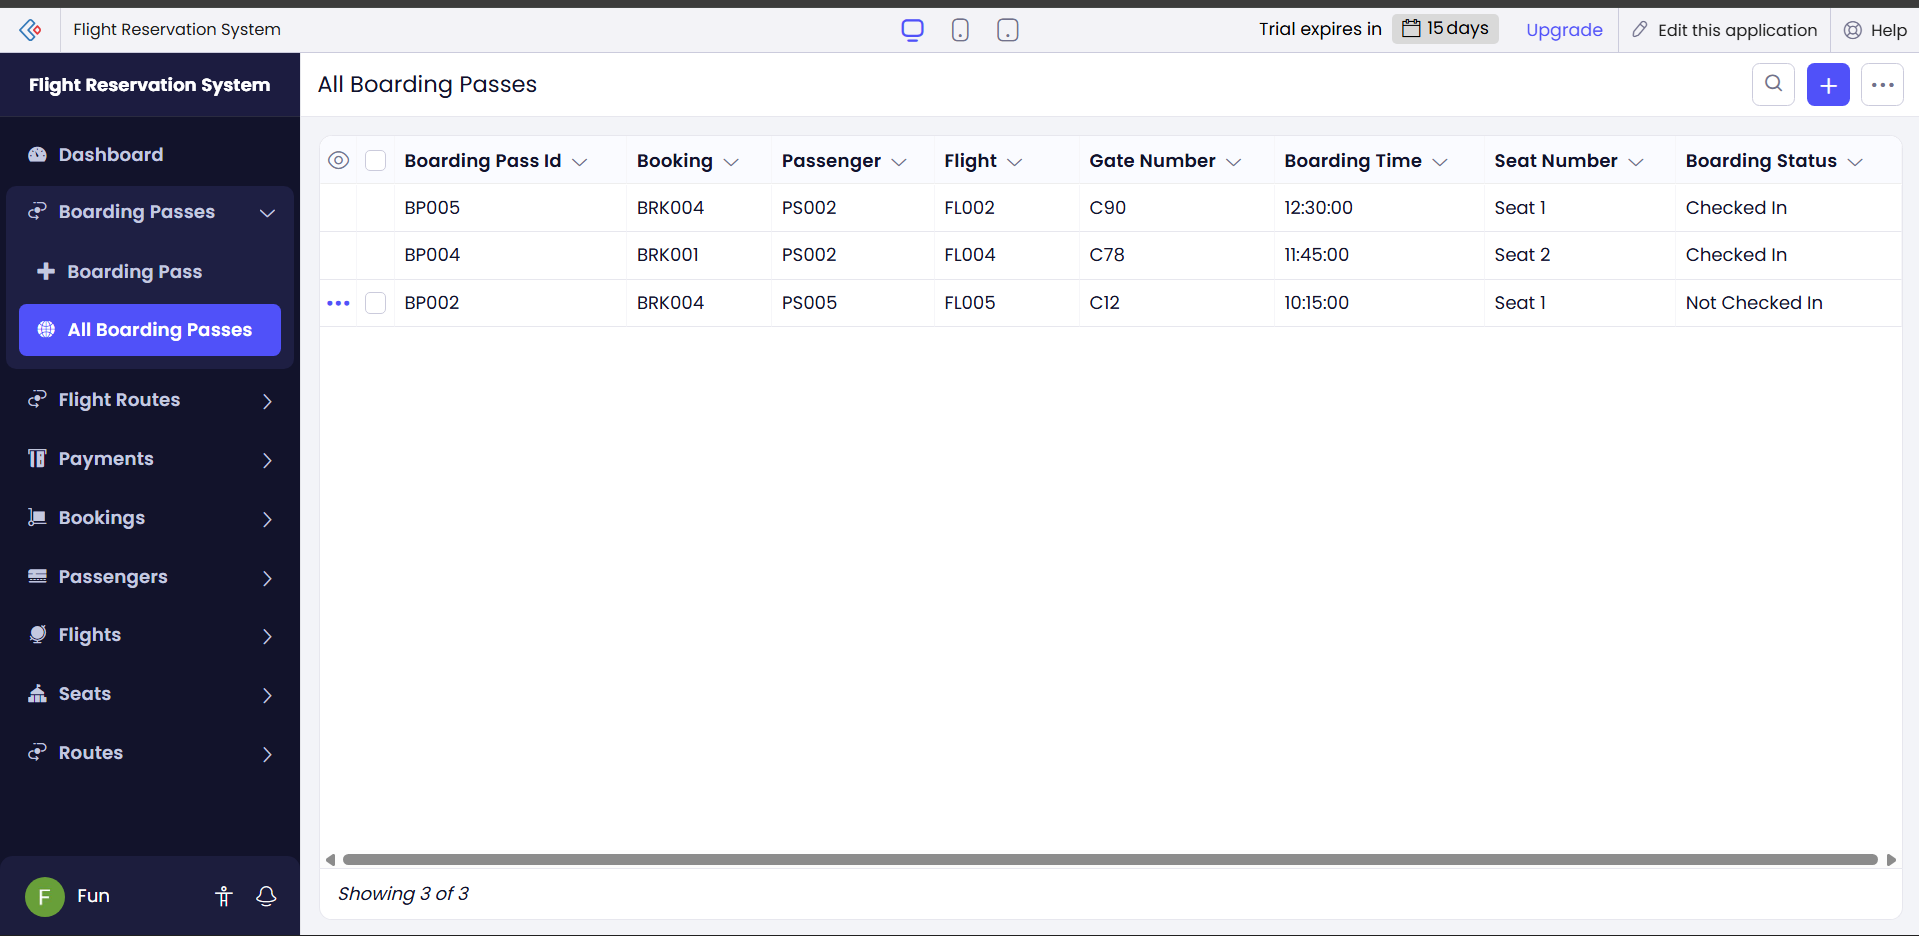 Flight Reservation System
Trial expires in 15 days Upgrade Edit this application Help
Flight Reservation System
Dashboard
Boarding Passes
Boarding Pass
All Boarding Passes
Flight Routes
Payments
Bookings
Passengers
Flights
Seats
Routes
F Fun
All Boarding Passes
Boarding Pass Id Booking Passenger Flight Gate Number Boarding Time Seat Number Boarding Status
BP005 BRK004 PS002 FL002 C90 12:30:00 Seat 1 Checked In
BP004 BRK001 PS002 FL004 C78 11:45:00 Seat 2 Checked In
BP002 BRK004 PS005 FL005 C12 10:15:00 Seat 1 Not Checked In
Showing 3 of 3